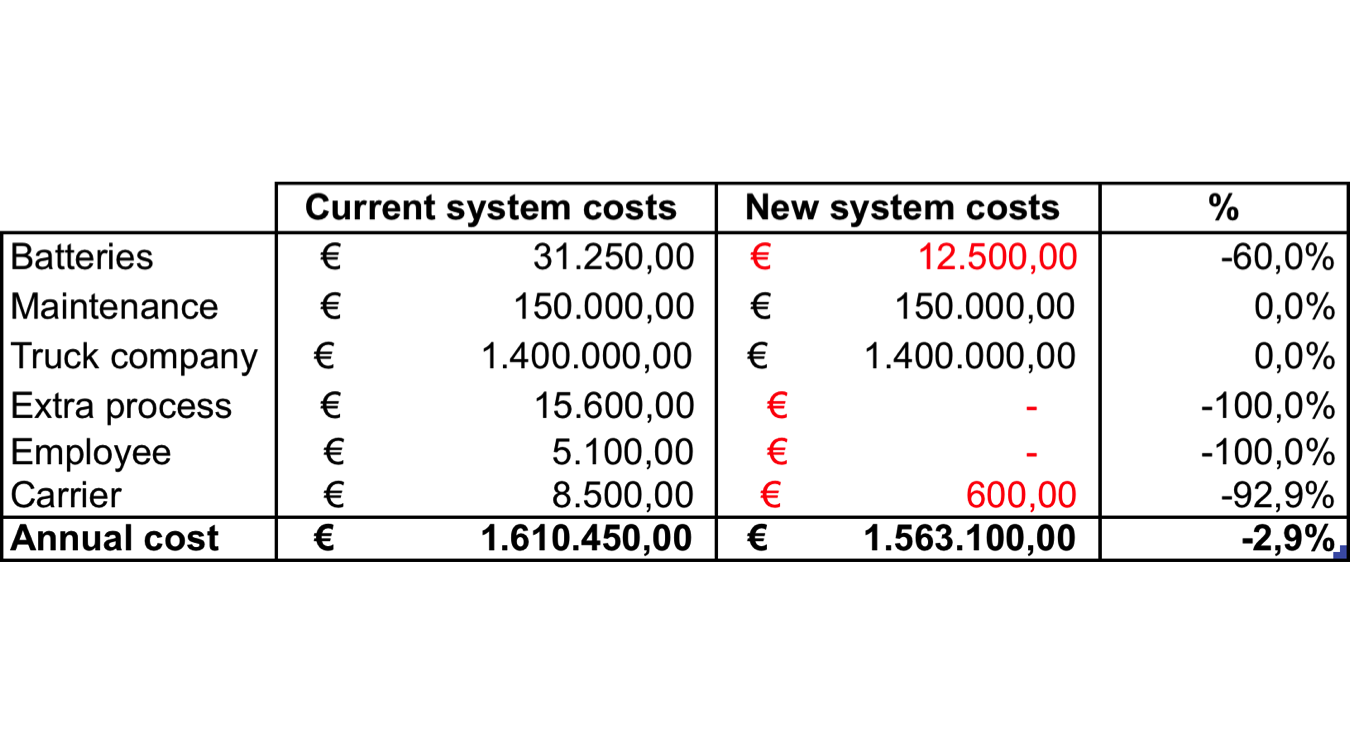 Current system costs New system costs %
Batteries € 31.250,00 € 12.500,00 -60,0%
Maintenance € 150.000,00 € 150.000,00 0,0%
Truck company € 1.400.000,00 € 1.400.000,00 0,0%
Extra process € 15.600,00 € - -100,0%
Employee € 5.100,00 € - -100,0%
Carrier € 8.500,00 € 600,00 -92,9%
Annual cost € 1.610.450,00 € 1.563.100,00 -2,9%